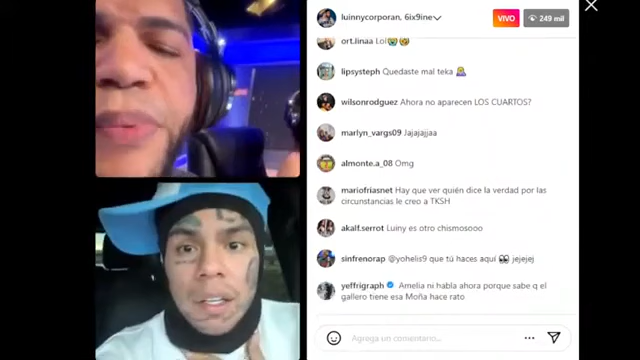 luinnycorporan, 6ix9ine
VIVO
249 mil
ort.linaa Lol😭🤣
lipsysteph Quedaste mal teka 🤷‍♀️
wilsonrodguez Ahora no aparecen LOS CUARTOS?
marlyn_vargs09 Jajajajjaa
almonte.a_08 Omg
mariofriasnet Hay que ver quién dice la verdad por las
circunstancias le creo a TKSH
akalf.serrot Luiny es otro chismosooo
sinfrenorap @yohelis9 que tú haces aquí 👀 jejejej
yeffrigraph Amelia ni habla ahora porque sabe q el
gallero tiene esa Moña hace rato
Agrega un comentario...